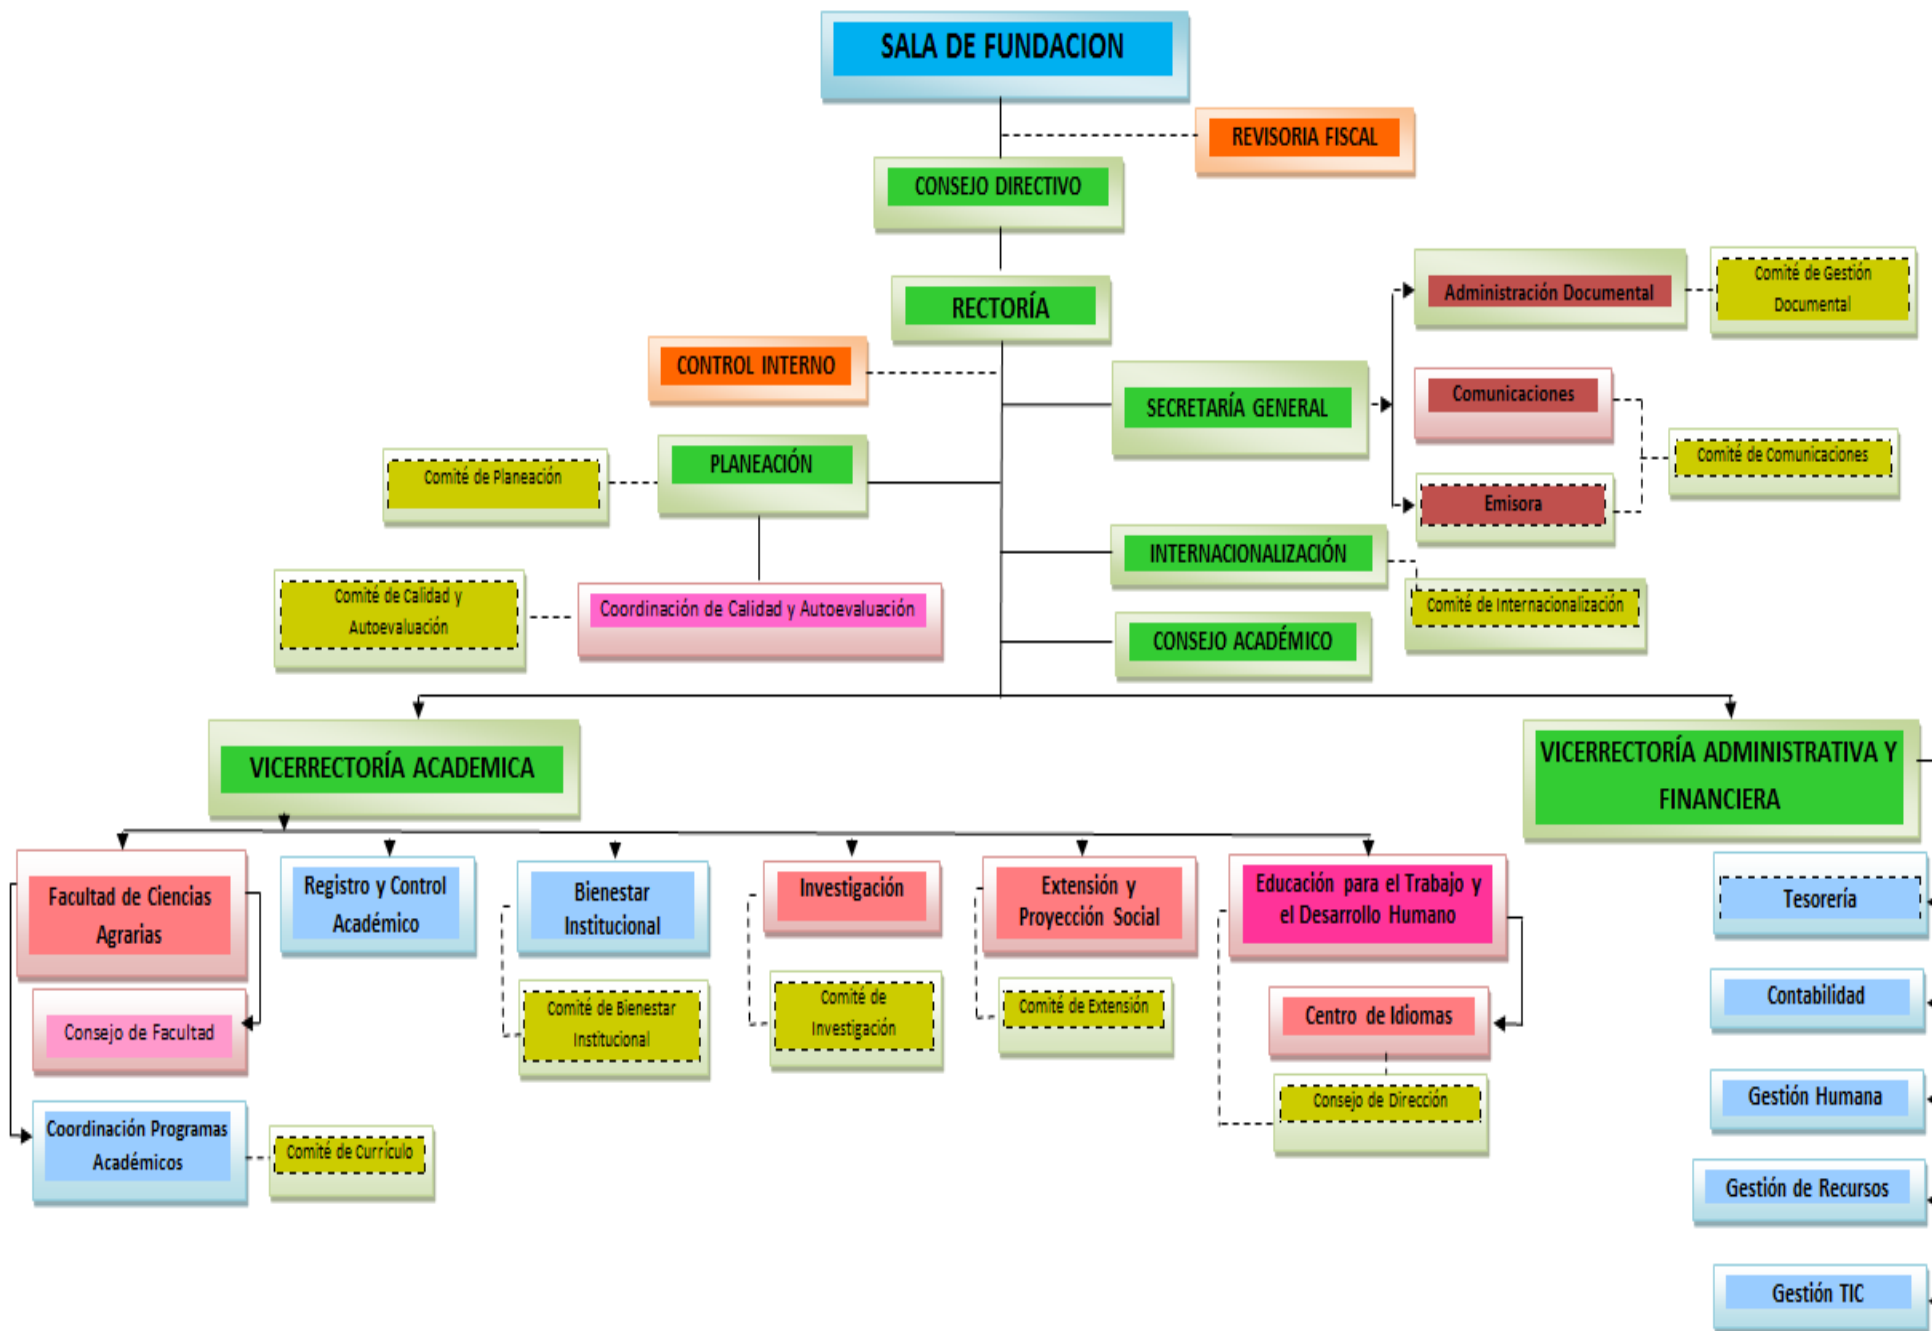 SALA DE FUNDACION
REVISORIA FISCAL
CONSEJO DIRECTIVO
RECTORÍA
Administración Documental
Comité de Gestión
Documental
CONTROL INTERNO
SECRETARÍA GENERAL
Comunicaciones
Comité de Comunicaciones
Emisora
PLANEACIÓN
Comité de Planeación
INTERNACIONALIZACIÓN
Comité de Internacionalización
Comité de Calidad y
Autoevaluación
Coordinación de Calidad y Autoevaluación
CONSEJO ACADÉMICO
VICERRECTORÍA ACADEMICA
VICERRECTORÍA ADMINISTRATIVA Y
FINANCIERA
Facultad de Ciencias
Agrarias
Registro y Control
Académico
Bienestar
Institucional
Investigación
Extensión y
Proyección Social
Educación para el Trabajo y
el Desarrollo Humano
Tesorería
Consejo de Facultad
Comité de Bienestar
Institucional
Comité de
Investigación
Comité de Extensión
Centro de Idiomas
Contabilidad
Consejo de Dirección
Gestión Humana
Coordinación Programas
Académicos
Comité de Currículo
Gestión de Recursos
Gestión TIC